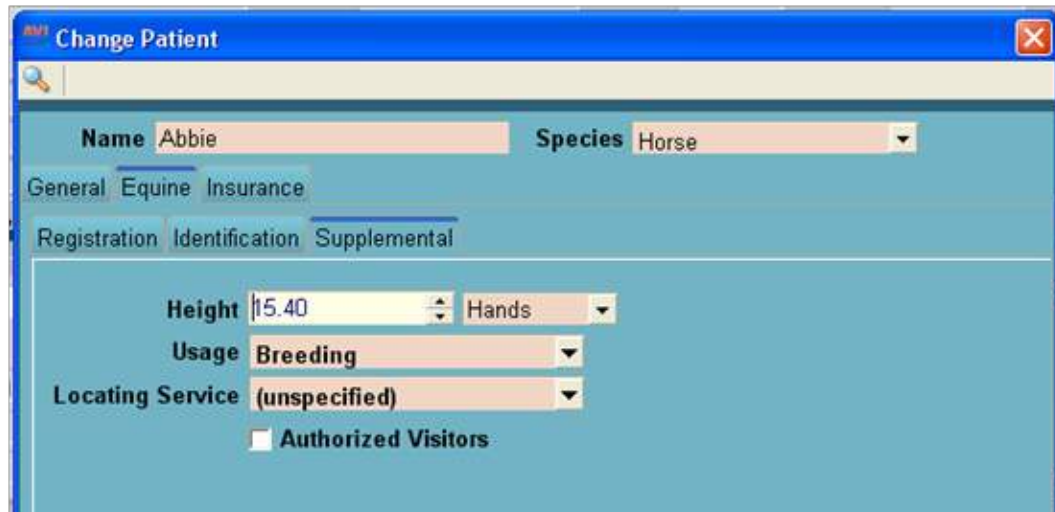 AVI Change Patient
Name Abbie Species Horse
General Equine Insurance
Registration Identification Supplemental
Height 15.40 Hands
Usage Breeding
Locating Service (unspecified)
Authorized Visitors